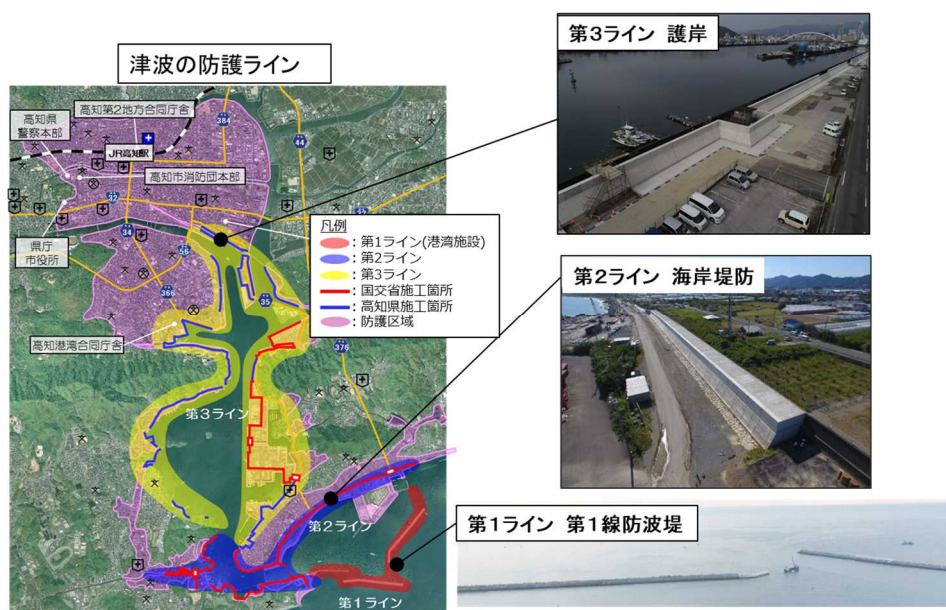 津波の防護ライン
高知県
警察本部
高知第2地方合同庁舎
JR高知駅
高知市消防団本部
県庁
市役所
高知港湾合同庁舎
384
44
32
34
56
366
35
376
凡例
：第1ライン(港湾施設)
：第2ライン
：第3ライン
：国交省施工箇所
：高知県施工箇所
：防護区域
第3ライン
第2ライン
第1ライン
第3ライン 護岸
第2ライン 海岸堤防
第1ライン 第1線防波堤